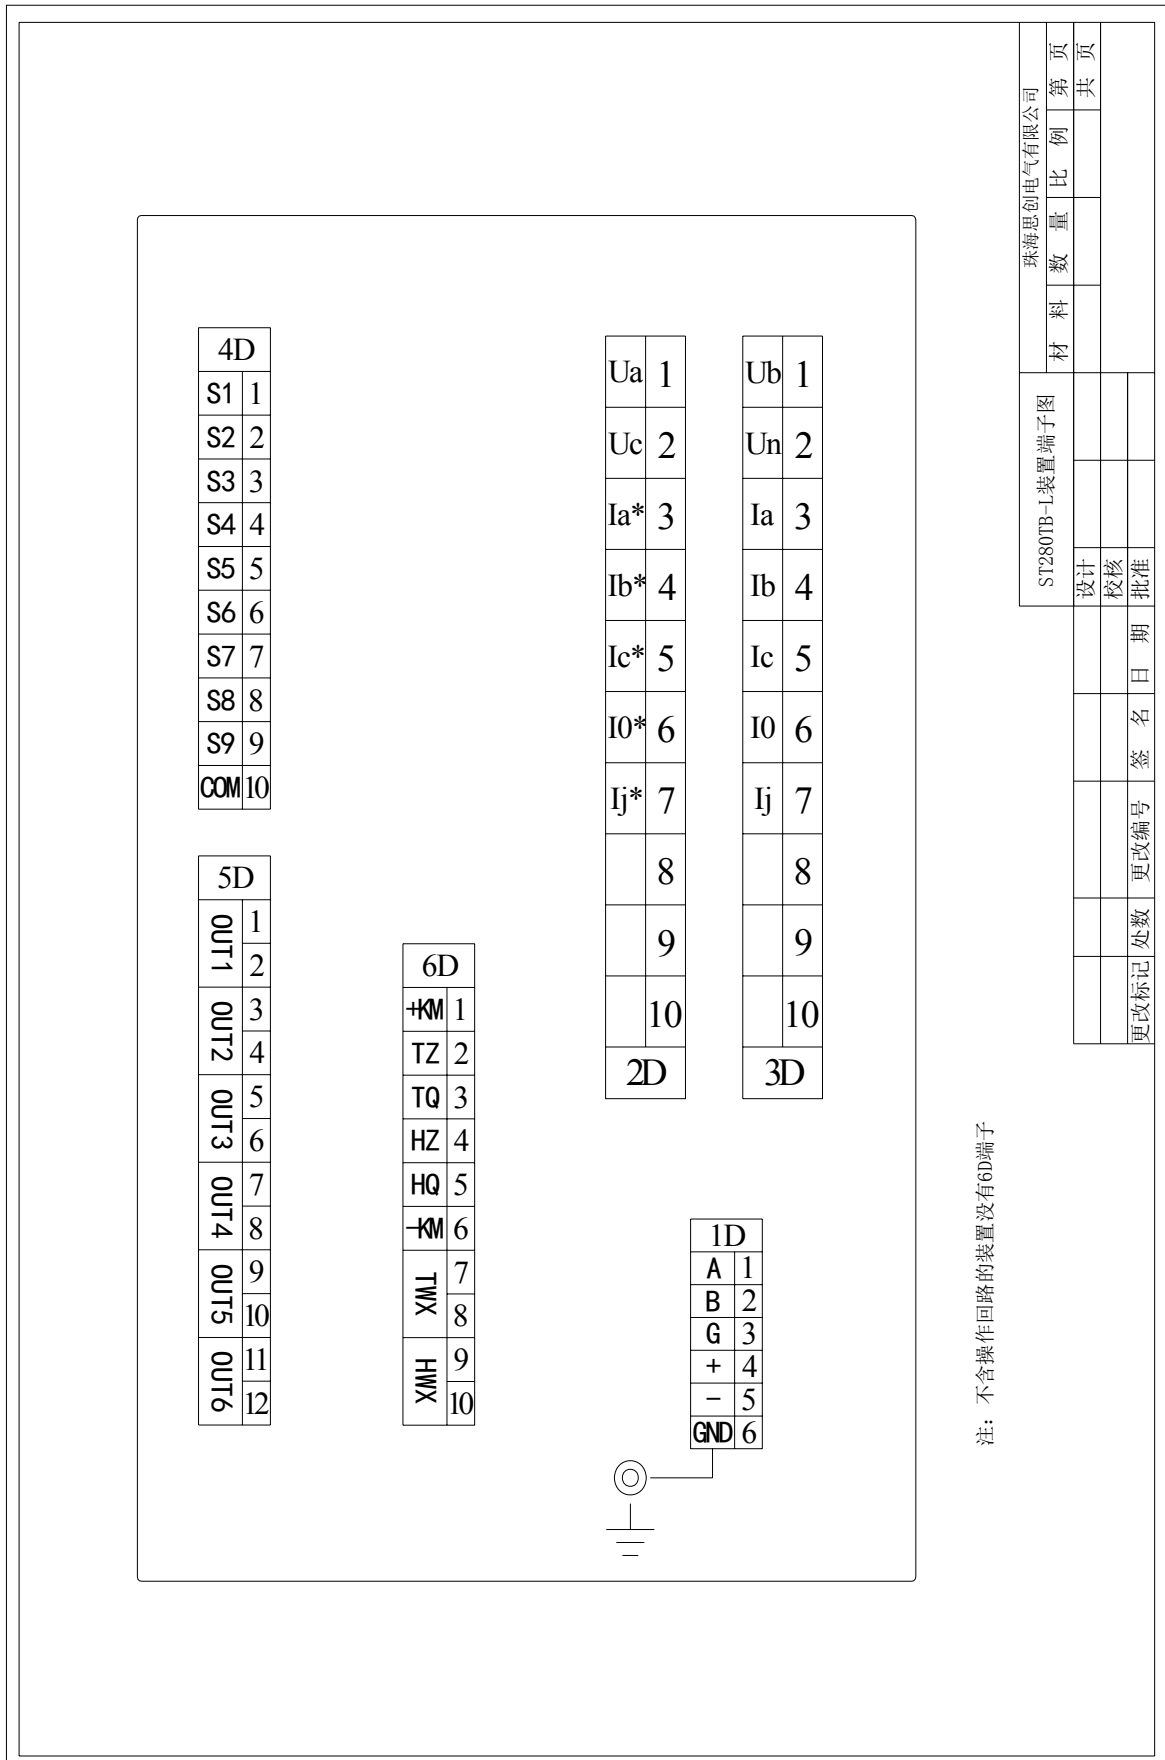 4D
S1 1
S2 2
S3 3
S4 4
S5 5
S6 6
S7 7
S8 8
S9 9
COM 10
5D
OUT1 1
2
OUT2 3
4
OUT3 5
6
OUT4 7
8
OUT5 9
10
OUT6 11
12
6D
+KM 1
TZ 2
TQ 3
HZ 4
HQ 5
-KM 6
TWX 7
8
HWX 9
10
Ua 1
Uc 2
Ia* 3
Ib* 4
Ic* 5
I0* 6
Ij* 7
8
9
10
2D
Ub 1
Un 2
Ia 3
Ib 4
Ic 5
I0 6
Ij 7
8
9
10
3D
1D
A 1
B 2
G 3
+ 4
- 5
GND 6
注: 不含操作回路的装置没有6D端子
ST280TB-L装置端子图
珠海思创电气有限公司
材 料 数 量 比 例 第 页
共 页
设计
校核
更改标记 处数 更改编号 签 名 日 期 批准